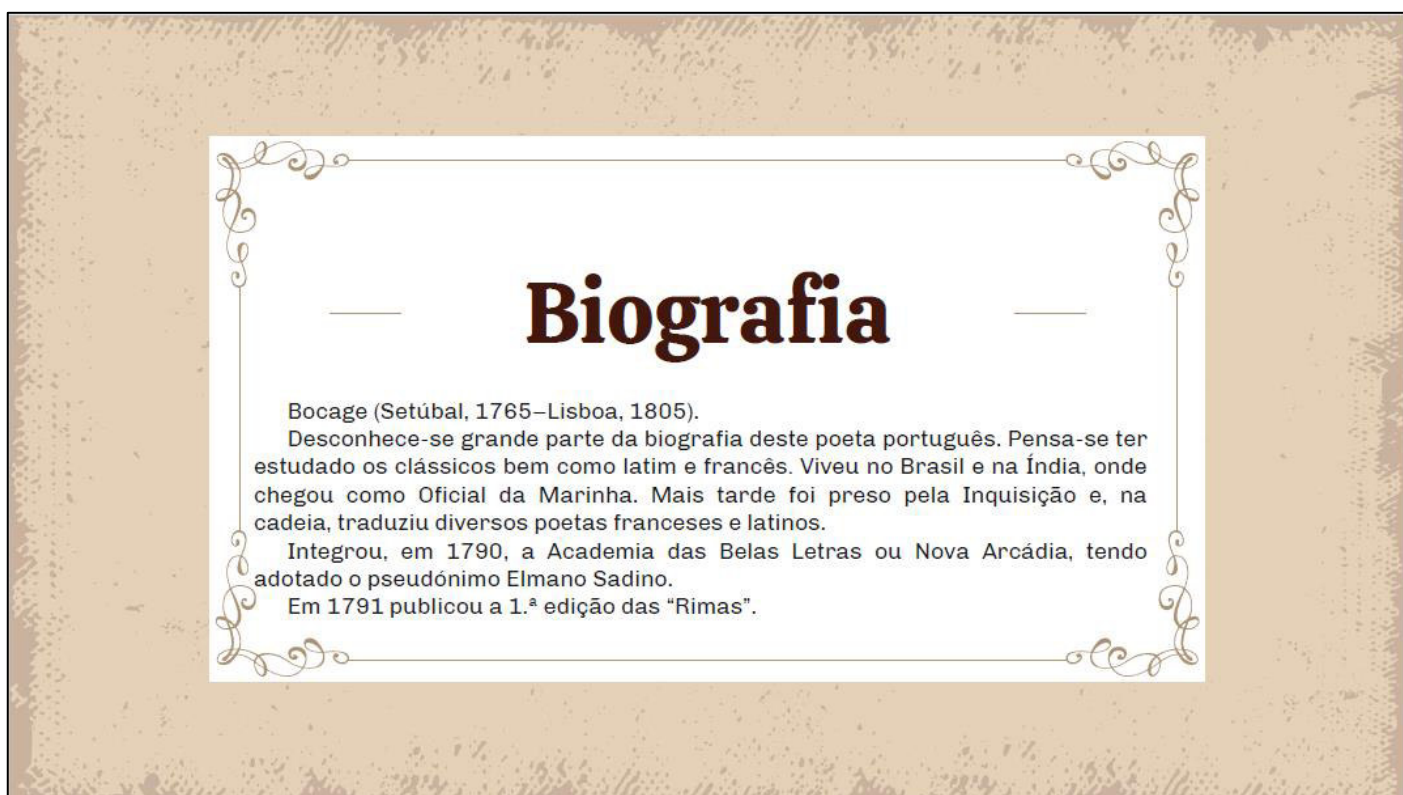 Biografia
Bocage (Setúbal, 1765–Lisboa, 1805).
Desconhece-se grande parte da biografia deste poeta português. Pensa-se ter
estudado os clássicos bem como latim e francês. Viveu no Brasil e na Índia, onde
chegou como Oficial da Marinha. Mais tarde foi preso pela Inquisição e, na
cadeia, traduziu diversos poetas franceses e latinos.
Integrou, em 1790, a Academia das Belas Letras ou Nova Arcádia, tendo
adotado o pseudónimo Elmano Sadino.
Em 1791 publicou a 1.ª edição das “Rimas”.